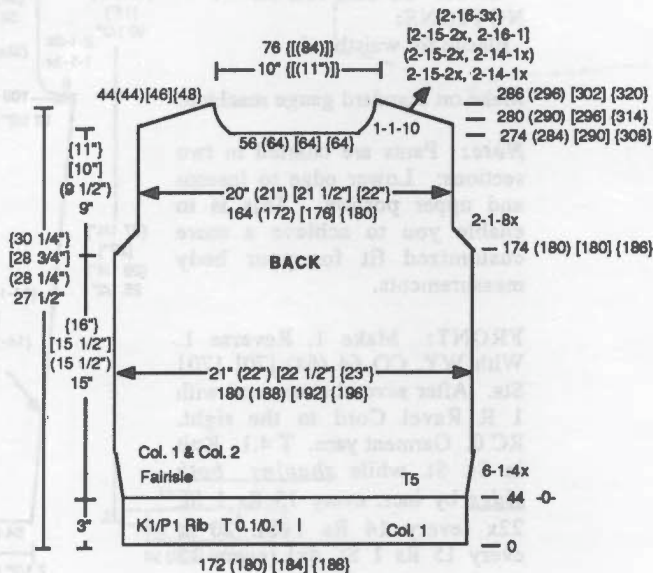 {2-16-3x}
[2-15-2x, 2-16-1]
(2-15-2x, 2-14-1x)
2-15-2x, 2-14-1x
76 {[(84)]}
10" {[(11")]}
44(44)[46]{48}
286 (296) [302] {320}
280 (290) [296] {314}
274 (284) [290] {308}
56 (64) [64] {64}
1-1-10
{11"}
[10"]
(9 1/2")
9"
20" (21") [21 1/2"] {22"}
164 (172) [176] {180}
2-1-8x
174 (180) [180] {186}
BACK
{30 1/4"}
[28 3/4"]
(28 1/4")
27 1/2"
{16"}
[15 1/2"]
(15 1/2")
15"
21" (22") [22 1/2"] {23"}
180 (188) [192] {196}
Col. 1 & Col. 2
Fairisle
T5
6-1-4x
44 -0-
3"
K1/P1 Rib T 0.1/0.1 I
Col. 1
0
172 (180) [184] {188}